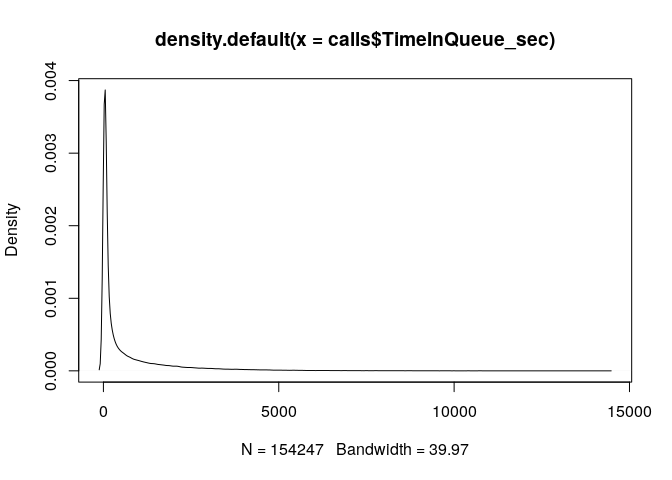 density.default(x = calls$TimeInQueue_sec)
Density
0.004
0.003
0.002
0.001
0.000
0 5000 10000 15000
N = 154247 Bandwidth = 39.97